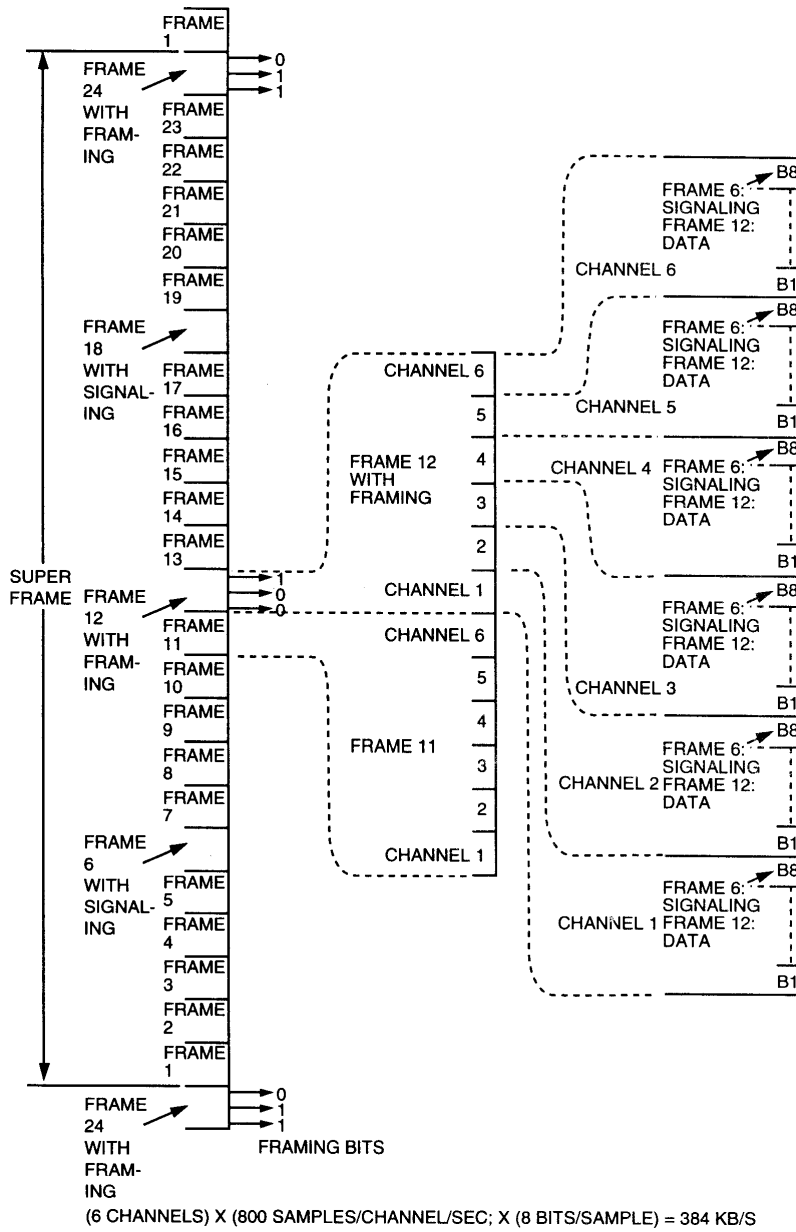 FRAME
1
FRAME
24
WITH
FRAM-
ING
0
1
1
FRAME
23
FRAME
22
FRAME
21
FRAME
20
FRAME
19
FRAME
18
WITH
SIGNAL-
ING
FRAME
17
FRAME
16
FRAME
15
FRAME
14
FRAME
13
SUPER
FRAME
FRAME
12
WITH
FRAM-
ING
1
0
0
FRAME
11
FRAME
10
FRAME
9
FRAME
8
FRAME
7
FRAME
6
WITH
SIGNAL-
ING
FRAME
5
FRAME
4
FRAME
3
FRAME
2
FRAME
1
FRAME
24
WITH
FRAM-
ING
0
1
1
FRAMING BITS
CHANNEL 6
5
4
3
2
CHANNEL 1
FRAME 12
WITH
FRAMING
CHANNEL 6
5
4
3
2
CHANNEL 1
FRAME 11
B8
FRAME 6:
SIGNALING
FRAME 12:
DATA
CHANNEL 6
B1
B8
FRAME 6:
SIGNALING
FRAME 12:
DATA
CHANNEL 5
B1
B8
CHANNEL 4 FRAME 6:
SIGNALING
FRAME 12:
DATA
B1
B8
FRAME 6:
SIGNALING
FRAME 12:
DATA
CHANNEL 3
B1
B8
FRAME 6:
SIGNALING
CHANNEL 2 FRAME 12:
DATA
B1
B8
FRAME 6:
SIGNALING
CHANNEL 1 FRAME 12:
DATA
B1
(6 CHANNELS) X (800 SAMPLES/CHANNEL/SEC; X (8 BITS/SAMPLE) = 384 KB/S